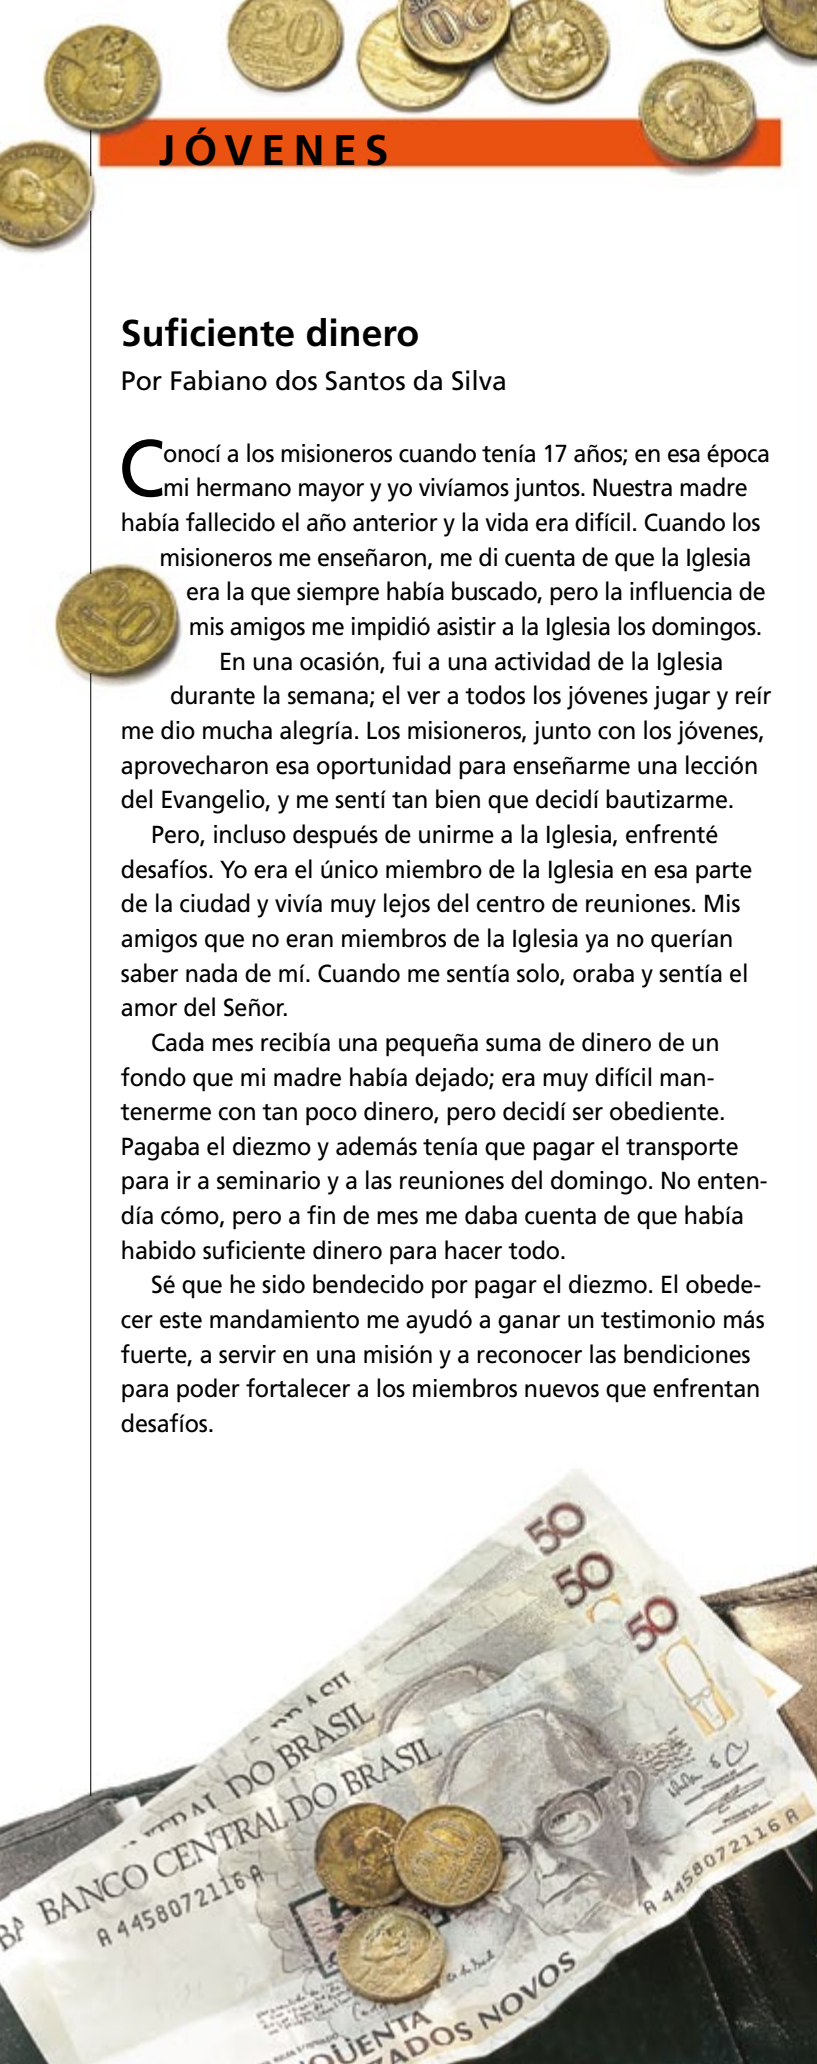 JÓVENES
Suficiente dinero
Por Fabiano dos Santos da Silva
Conocí a los misioneros cuando tenía 17 años; en esa época
mi hermano mayor y yo vivíamos juntos. Nuestra madre
había fallecido el año anterior y la vida era difícil. Cuando los
misioneros me enseñaron, me di cuenta de que la Iglesia
era la que siempre había buscado, pero la influencia de
mis amigos me impidió asistir a la Iglesia los domingos.
En una ocasión, fui a una actividad de la Iglesia
durante la semana; el ver a todos los jóvenes jugar y reír
me dio mucha alegría. Los misioneros, junto con los jóvenes,
aprovecharon esa oportunidad para enseñarme una lección
del Evangelio, y me sentí tan bien que decidí bautizarme.
Pero, incluso después de unirme a la Iglesia, enfrenté
desafíos. Yo era el único miembro de la Iglesia en esa parte
de la ciudad y vivía muy lejos del centro de reuniones. Mis
amigos que no eran miembros de la Iglesia ya no querían
saber nada de mí. Cuando me sentía solo, oraba y sentía el
amor del Señor.
Cada mes recibía una pequeña suma de dinero de un
fondo que mi madre había dejado; era muy difícil man-
tenerme con tan poco dinero, pero decidí ser obediente.
Pagaba el diezmo y además tenía que pagar el transporte
para ir a seminario y a las reuniones del domingo. No enten-
día cómo, pero a fin de mes me daba cuenta de que había
habido suficiente dinero para hacer todo.
Sé que he sido bendecido por pagar el diezmo. El obede-
cer este mandamiento me ayudó a ganar un testimonio más
fuerte, a servir en una misión y a reconocer las bendiciones
para poder fortalecer a los miembros nuevos que enfrentan
desafíos.
20
20
20
50
50
50
DO BRASIL
BANCO CENTRAL DO BRASIL
A 4458072116 A
A 4458072116 A
20
NOVOS